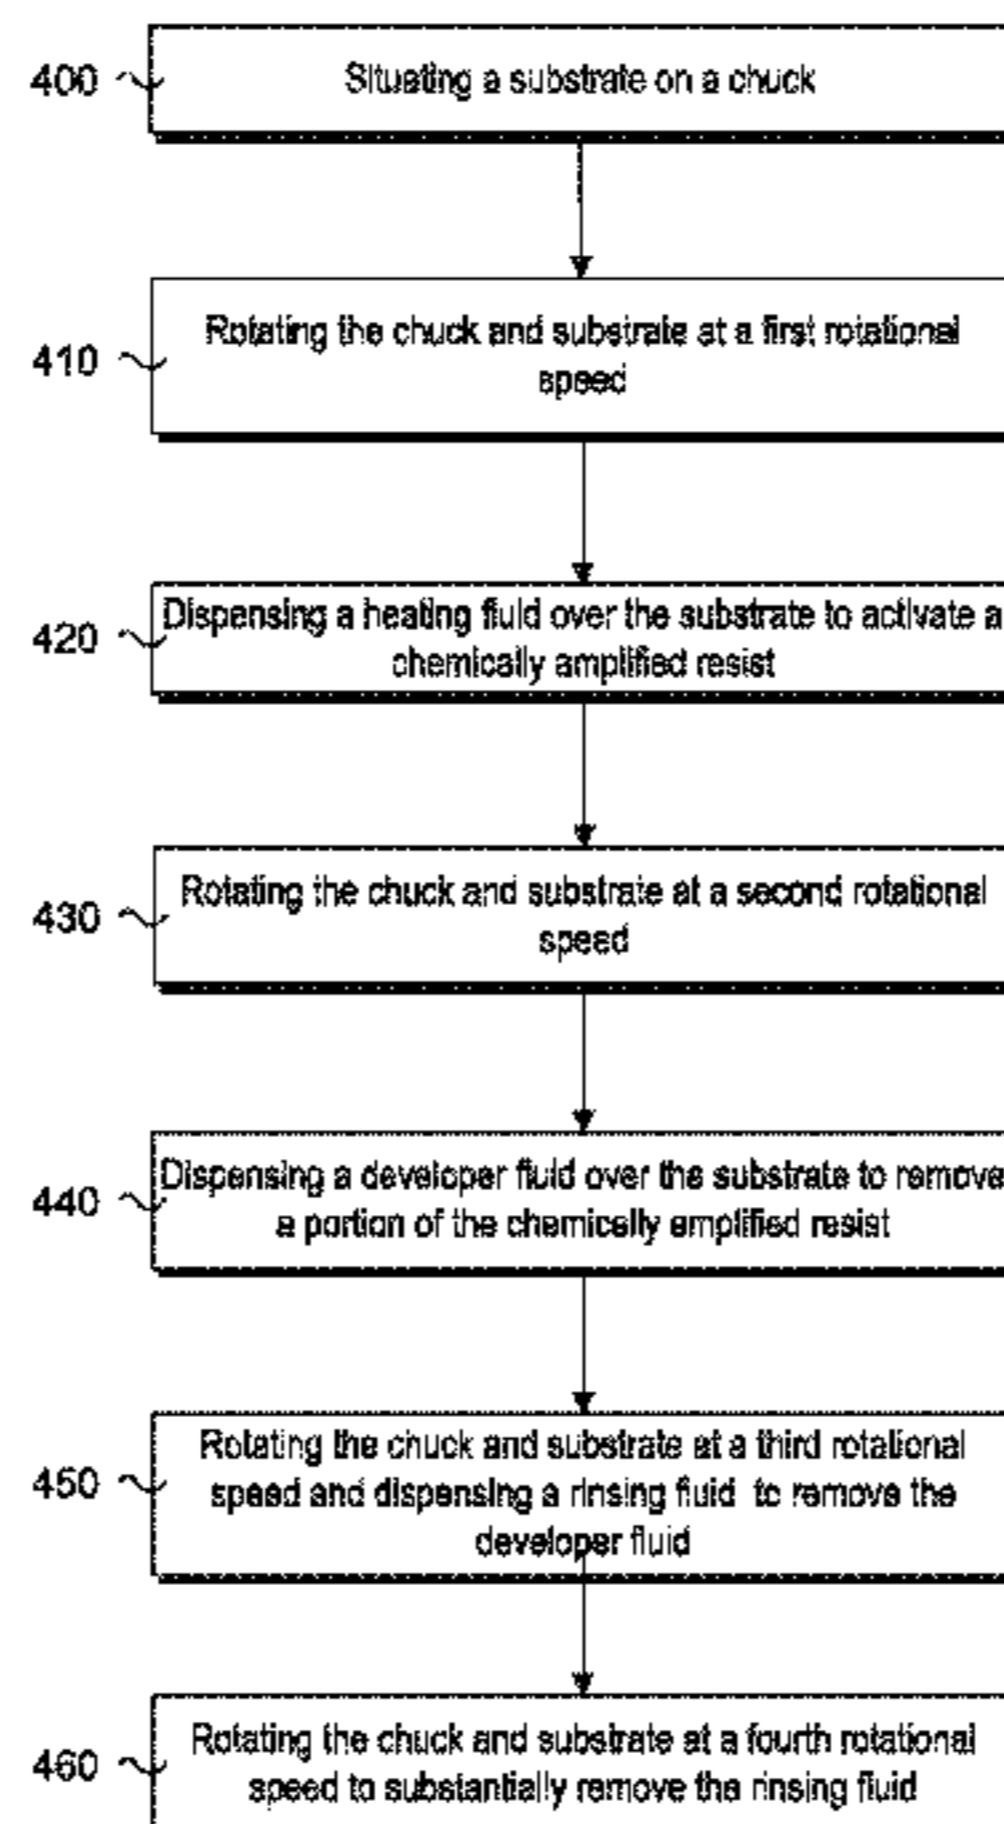 400
Situating a substrate on a chuck
410
Rotating the chuck and substrate at a first rotational
speed
420
Dispensing a heating fluid over the substrate to activate a
chemically amplified resist
430
Rotating the chuck and substrate at a second rotational
speed
440
Dispensing a developer fluid over the substrate to remove
a portion of the chemically amplified resist
450
Rotating the chuck and substrate at a third rotational
speed and dispensing a rinsing fluid to remove the
developer fluid
460
Rotating the chuck and substrate at a fourth rotational
speed to substantially remove the rinsing fluid